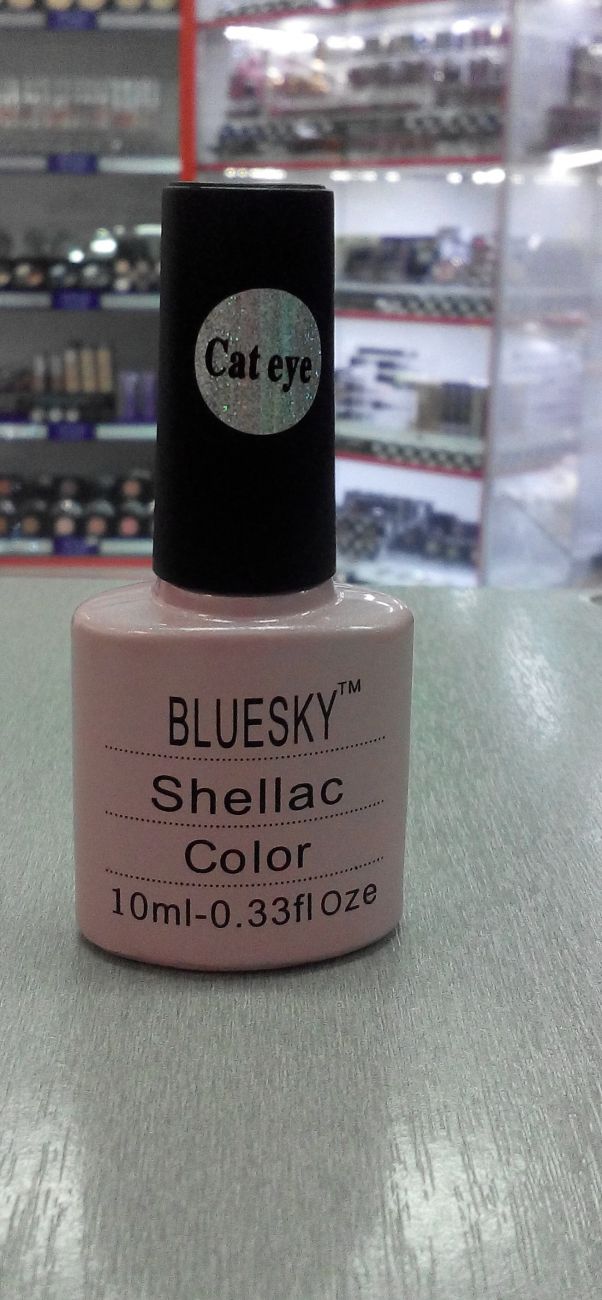 Cat eye
BLUESKY™
Shellac
Color
10ml-0.33fl Oze